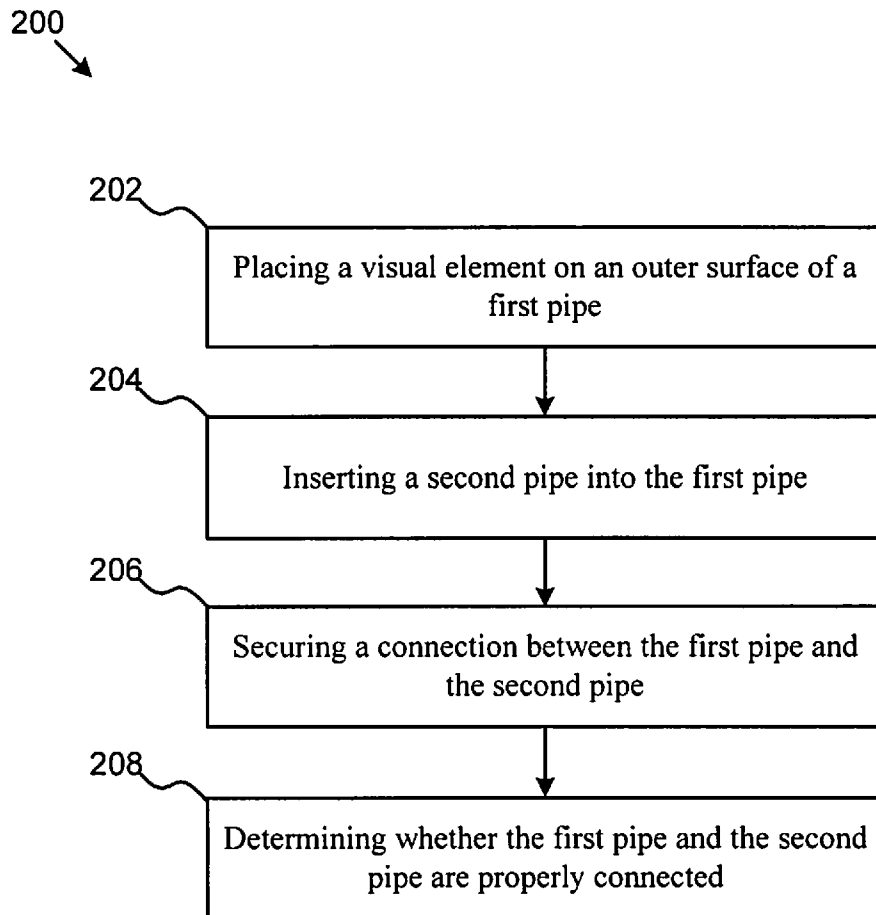 200
202
Placing a visual element on an outer surface of a
first pipe
204
Inserting a second pipe into the first pipe
206
Securing a connection between the first pipe and
the second pipe
208
Determining whether the first pipe and the second
pipe are properly connected